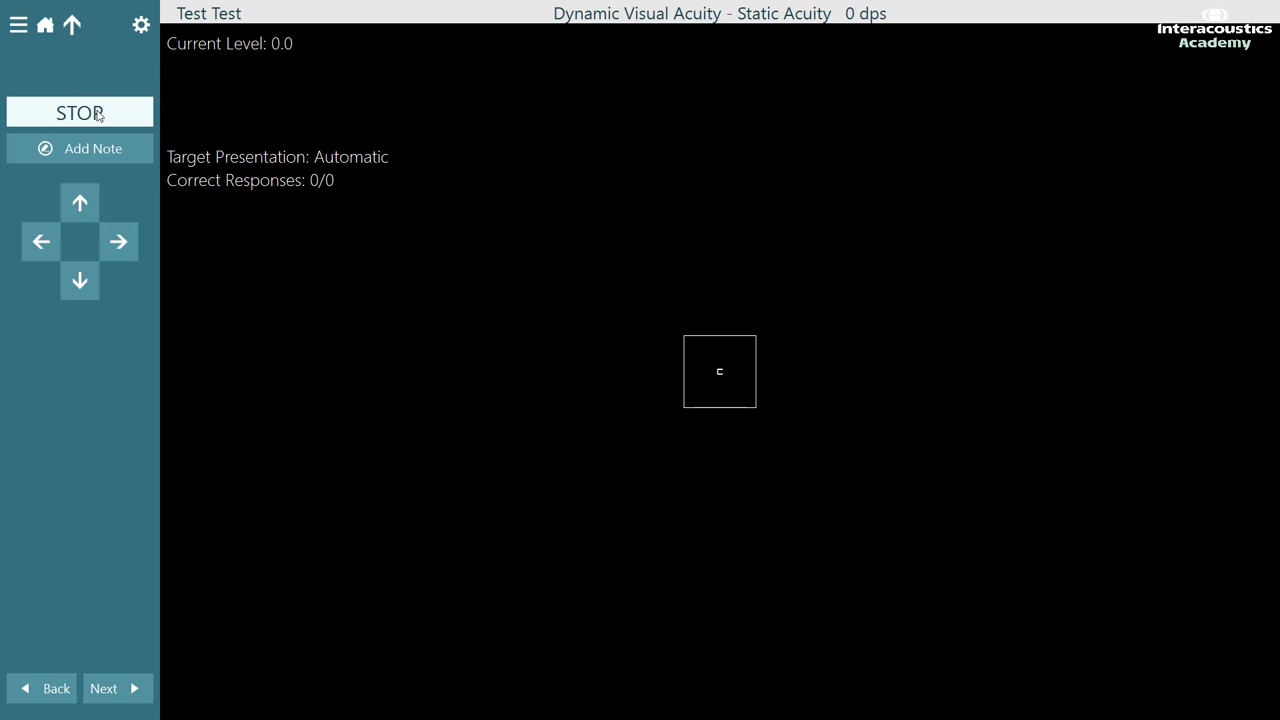 Test Test
Dynamic Visual Acuity - Static Acuity 0 dps
Interacoustics
Academy
Current Level: 0.0
STOP
Add Note
Target Presentation: Automatic
Correct Responses: 0/0
Back
Next